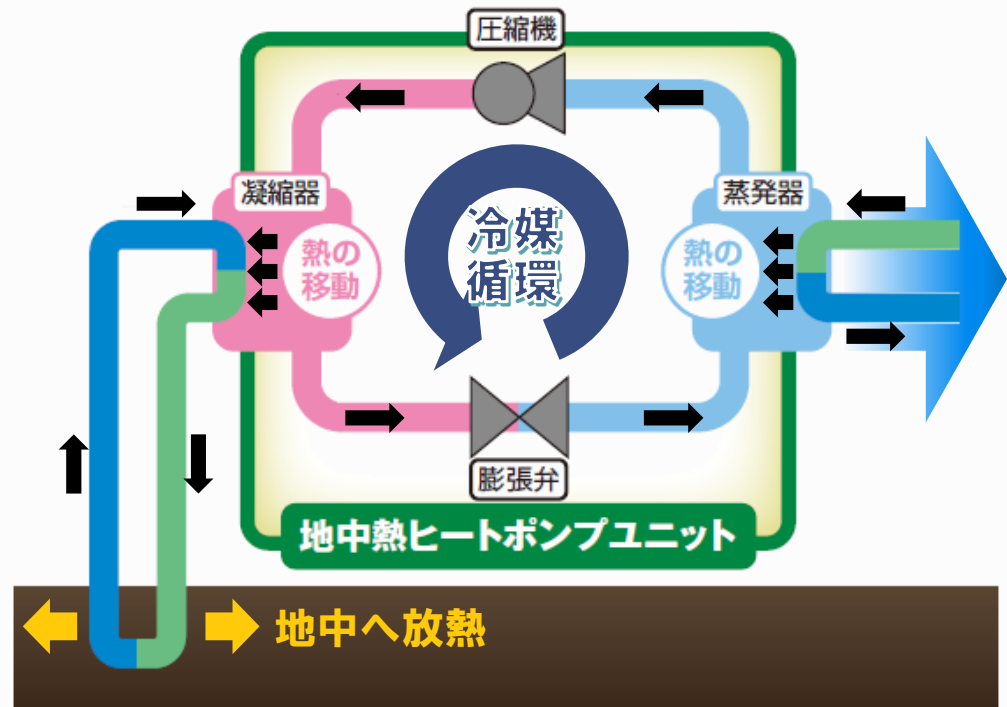 圧縮機
凝縮器
蒸発器
熱の
移動
冷媒
循環
熱の
移動
膨張弁
地中熱ヒートポンプユニット
地中へ放熱